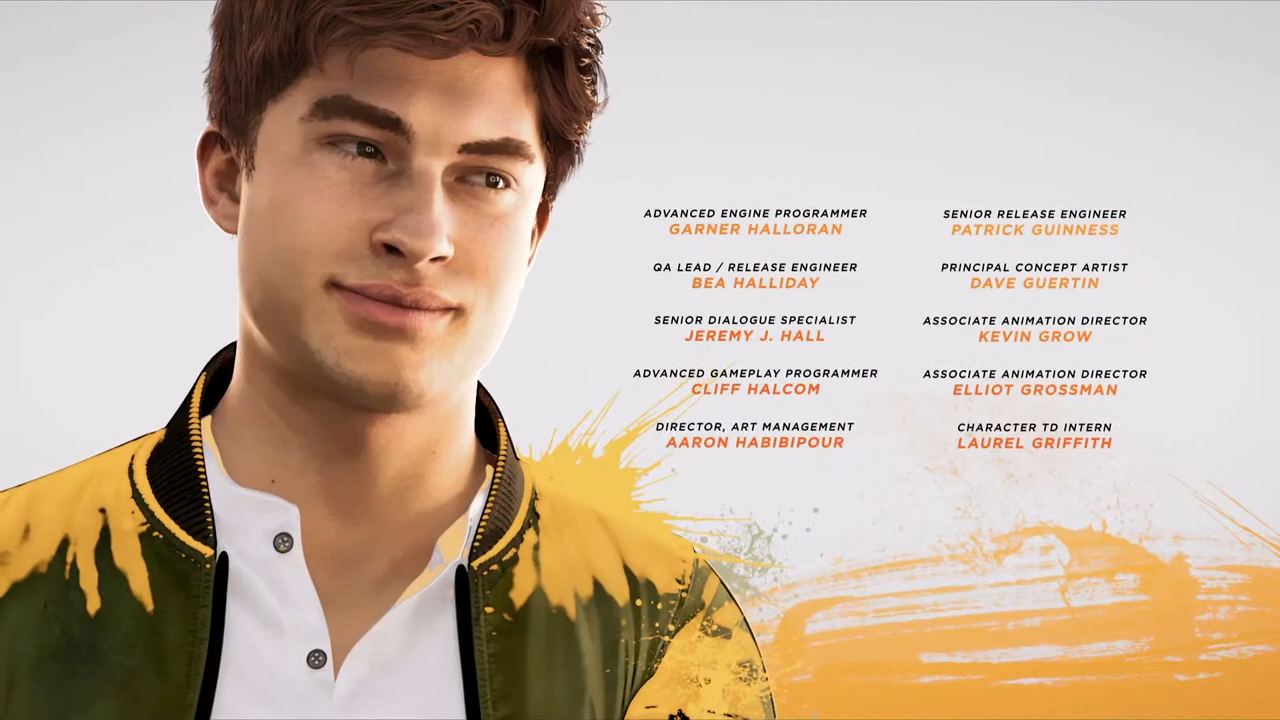 ADVANCED ENGINE PROGRAMMER
GARNER HALLORAN
QA LEAD / RELEASE ENGINEER
BEA HALLIDAY
SENIOR DIALOGUE SPECIALIST
JEREMY J. HALL
ADVANCED GAMEPLAY PROGRAMMER
CLIFF HALCOM
DIRECTOR, ART MANAGEMENT
AARON HABIBIPOUR
SENIOR RELEASE ENGINEER
PATRICK GUINNESS
PRINCIPAL CONCEPT ARTIST
DAVE GUERTIN
ASSOCIATE ANIMATION DIRECTOR
KEVIN GROW
ASSOCIATE ANIMATION DIRECTOR
ELLIOT GROSSMAN
CHARACTER TD INTERN
LAUREL GRIFFITH